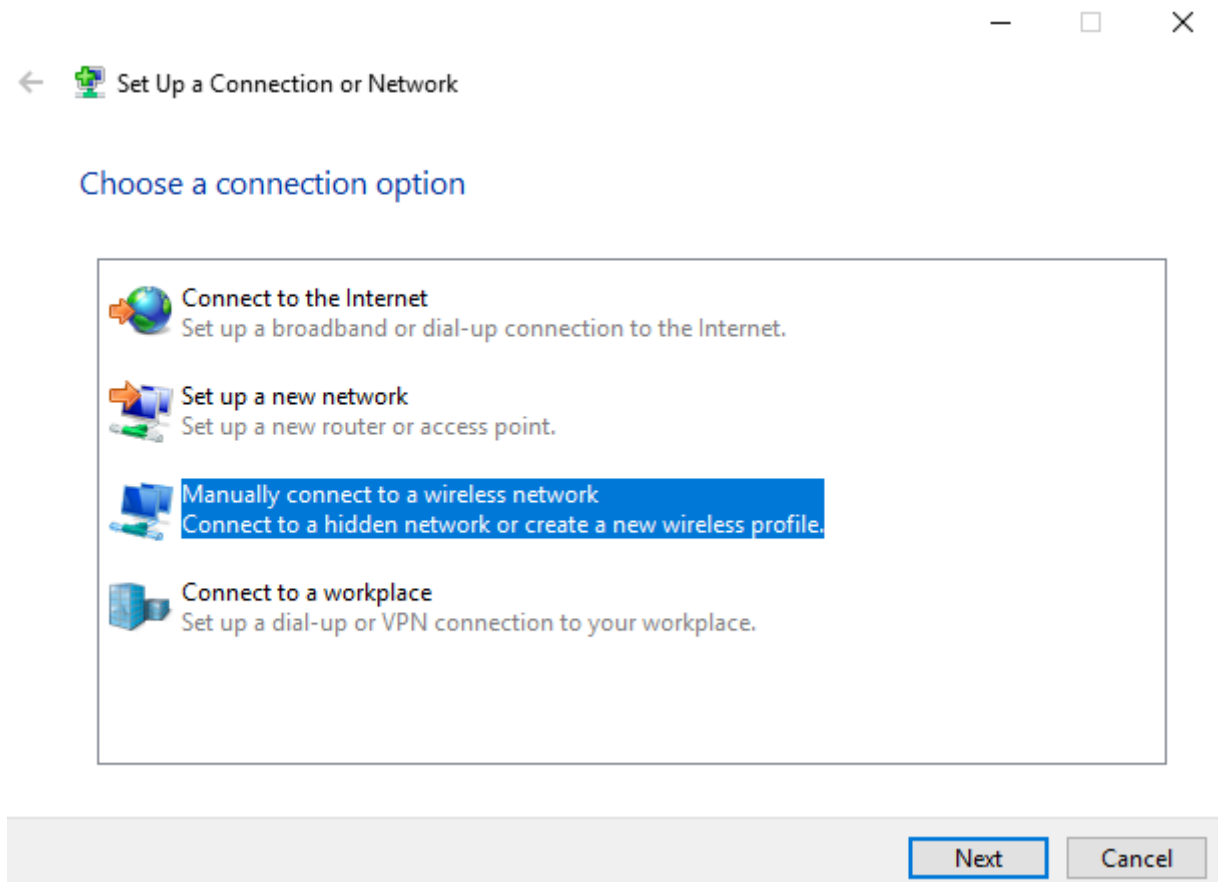 Set Up a Connection or Network
Choose a connection option
Connect to the Internet
Set up a broadband or dial-up connection to the Internet.
Set up a new network
Set up a new router or access point.
Manually connect to a wireless network
Connect to a hidden network or create a new wireless profile.
Connect to a workplace
Set up a dial-up or VPN connection to your workplace.
Next
Cancel